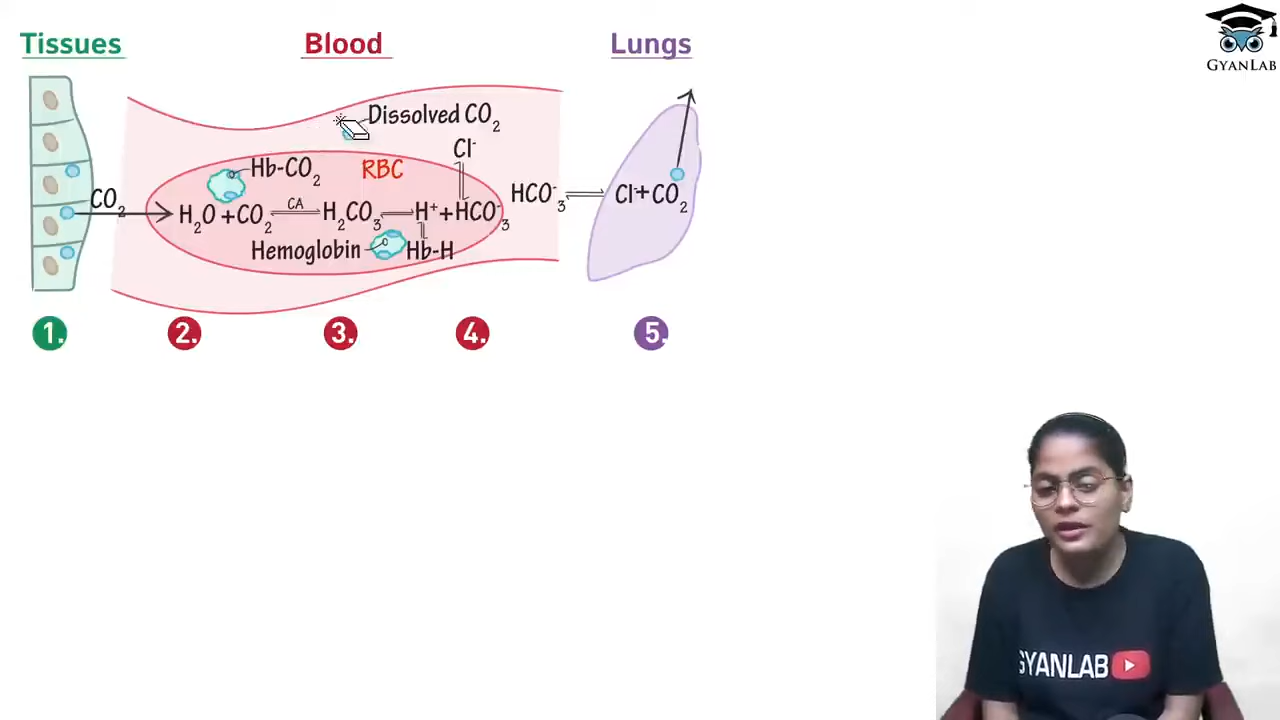 Tissues
Blood
Lungs
GYANLAB
Dissolved CO2
Cl-
Hb-CO2
RBC
CO2
H2O + CO2 ⇌ CA H2CO3 ⇌ H+ + HCO3-
HCO3- ⇌ Cl- + CO2
Hemoglobin
Hb-H
1.
2.
3.
4.
5.
GYANLAB